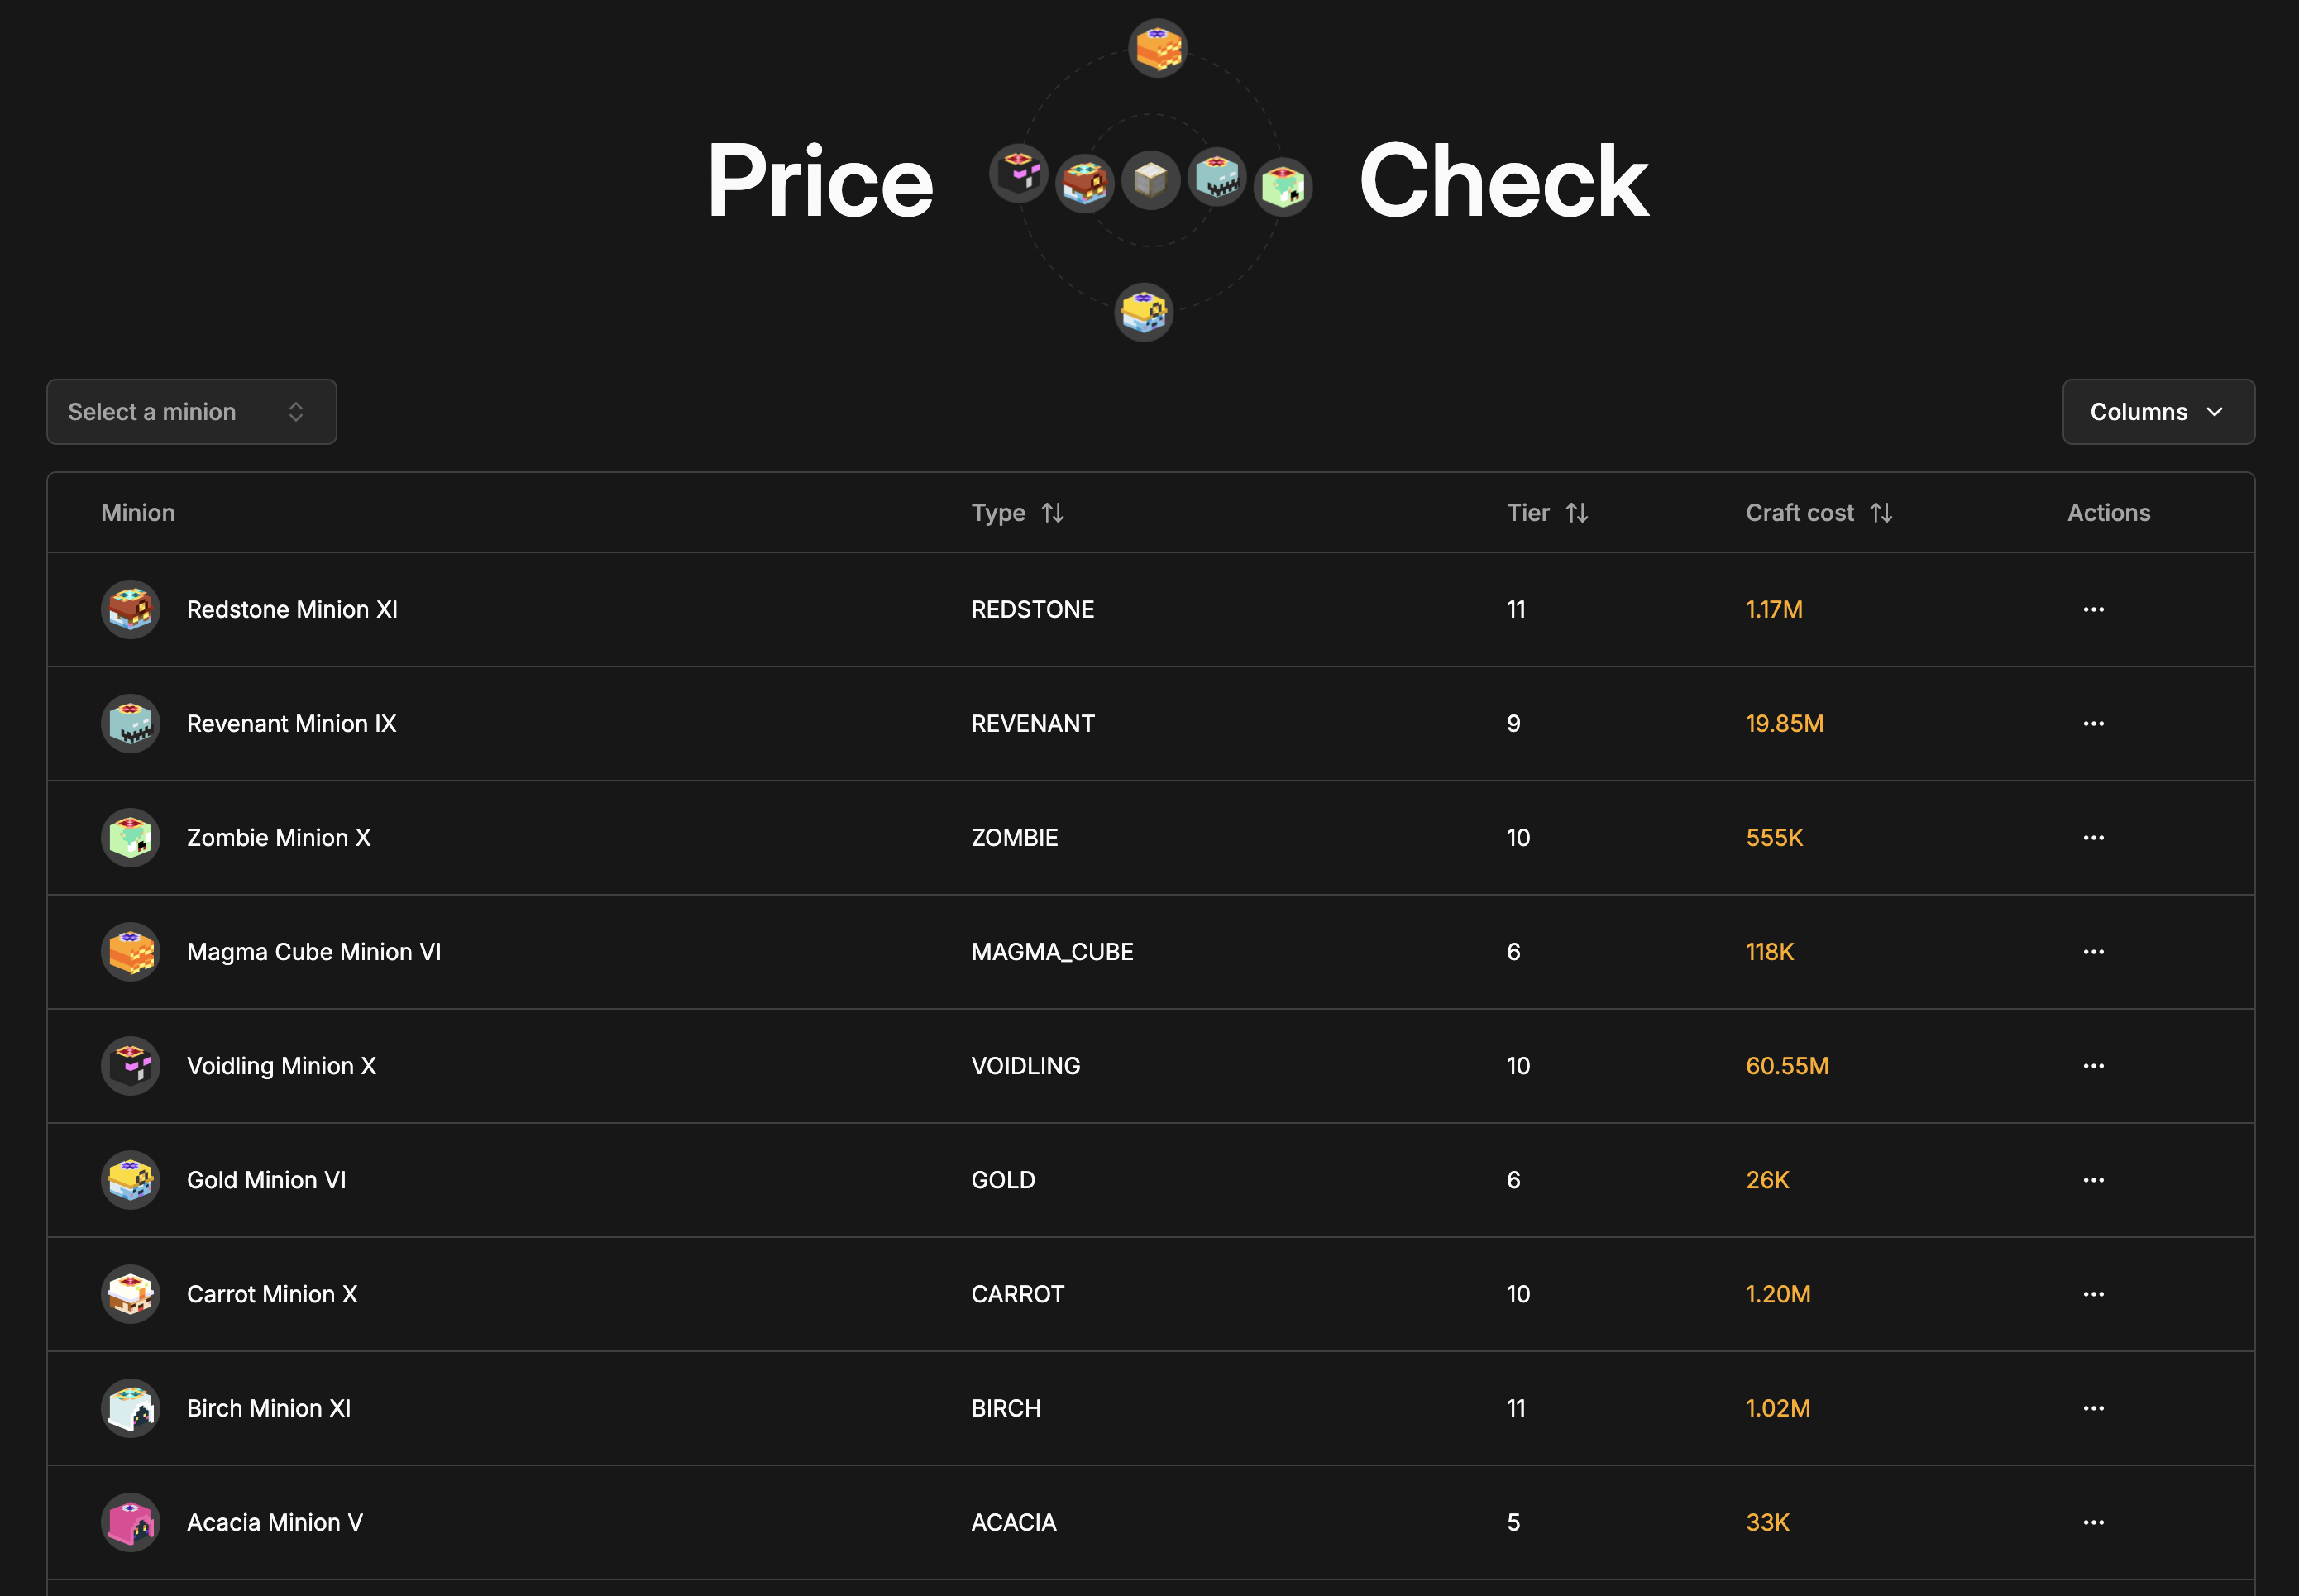 Price Check
Select a minion
Columns
Minion Type Tier Craft cost Actions
Redstone Minion XI REDSTONE 11 1.17M
Revenant Minion IX REVENANT 9 19.85M
Zombie Minion X ZOMBIE 10 555K
Magma Cube Minion VI MAGMA_CUBE 6 118K
Voidling Minion X VOIDLING 10 60.55M
Gold Minion VI GOLD 6 26K
Carrot Minion X CARROT 10 1.20M
Birch Minion XI BIRCH 11 1.02M
Acacia Minion V ACACIA 5 33K